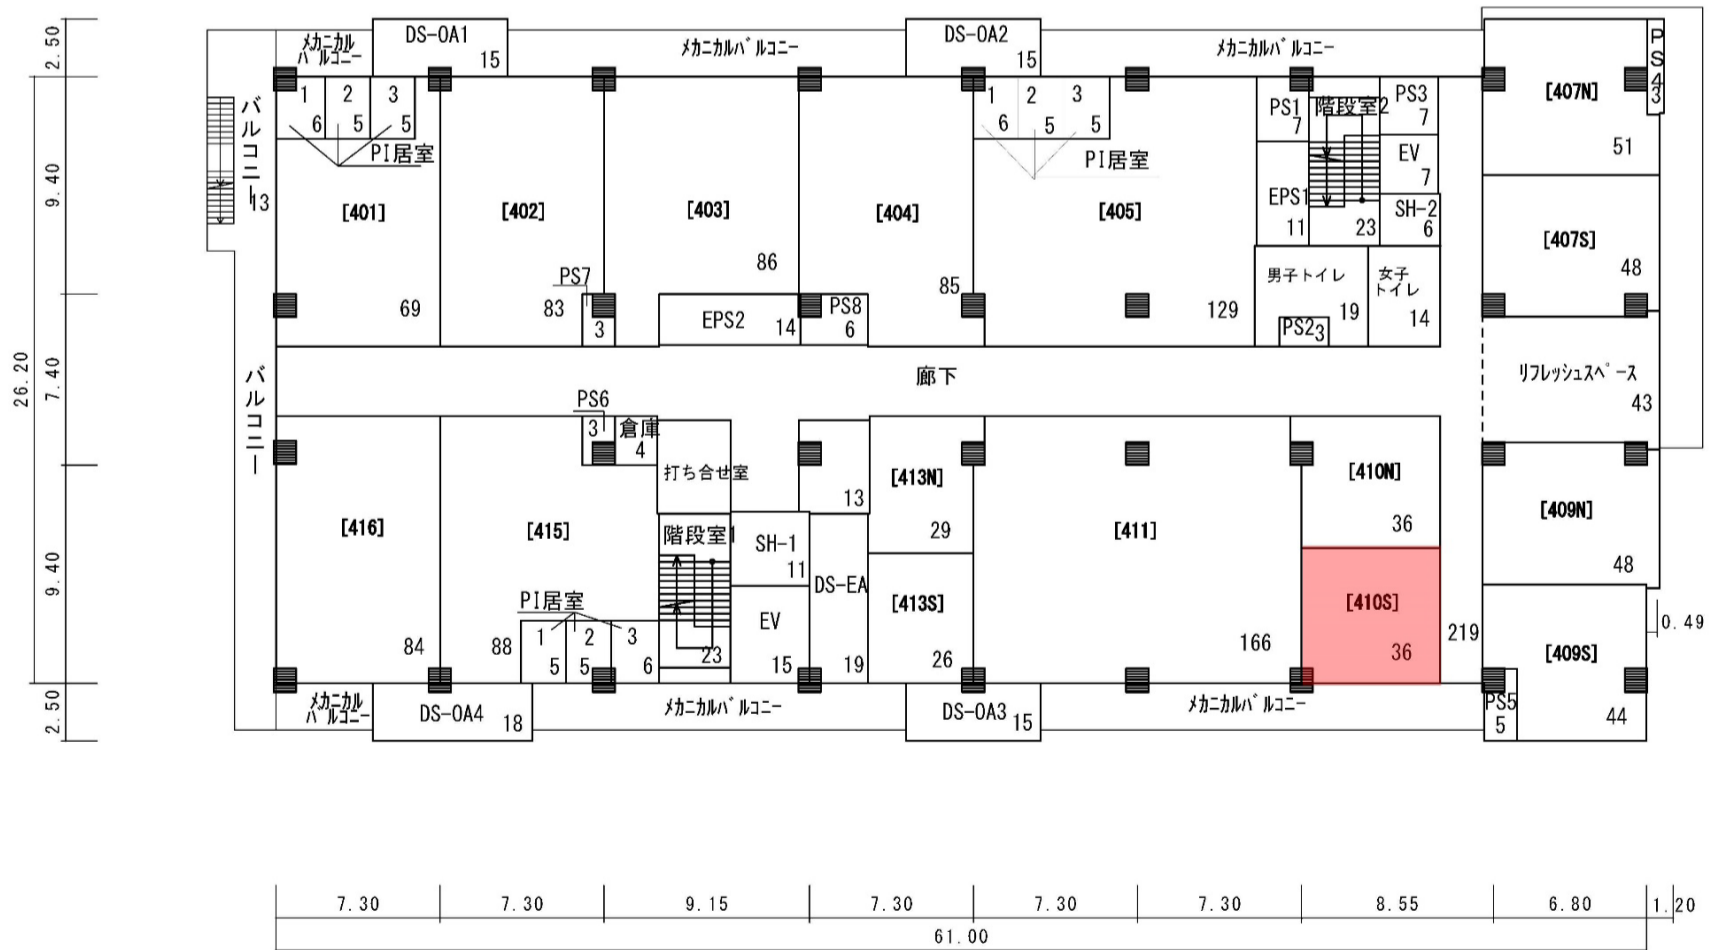 DS-OA1
15
DS-OA2
15
メカニカル
バルコニー
メカニカルバルコニー
メカニカルバルコニー
PS4
3
バルコニー
13
1
6
2
5
3
5
PI居室
1
6
2
5
3
5
PI居室
PS1
7
階段室2
23
PS3
7
EV
7
EPS1
11
SH-2
6
[407N]
51
[401]
69
[402]
83
[403]
86
[404]
85
[405]
129
[407S]
48
PS7
3
EPS2
14
PS8
6
男子トイレ
19
PS2
3
女子
トイレ
14
廊下
リフレッシュスペース
43
バルコニー
PS6
3
倉庫
4
打ち合せ室
13
[413N]
29
[410N]
36
[416]
84
[415]
88
階段室1
23
SH-1
11
DS-EA
19
[413S]
26
[411]
166
[410S]
36
219
[409N]
48
PI居室
1
5
2
5
3
6
EV
15
[409S]
44
PS5
5
メカニカル
バルコニー
DS-OA4
18
メカニカルバルコニー
DS-OA3
15
メカニカルバルコニー
2.50
9.40
7.40
9.40
2.50
26.20
0.49
7.30
7.30
9.15
7.30
7.30
7.30
8.55
6.80
1.20
61.00